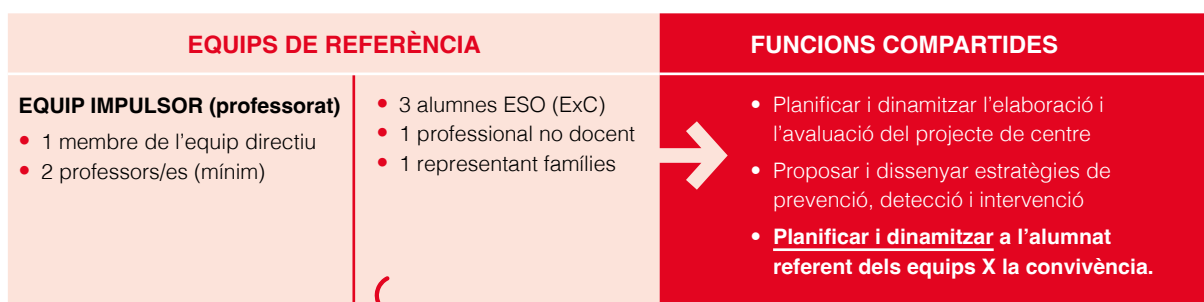 EQUIPS DE REFERÈNCIA
EQUIP IMPULSOR (professorat)
• 1 membre de l'equip directiu
• 2 professors/es (mínim)
• 3 alumnes ESO (ExC)
• 1 professional no docent
• 1 representant famílies
FUNCIONS COMPARTIDES
• Planificar i dinamitzar l'elaboració i
l'avaluació del projecte de centre
• Proposar i dissenyar estratègies de
prevenció, detecció i intervenció
• Planificar i dinamitzar a l'alumnat
referent dels equips X la convivència.